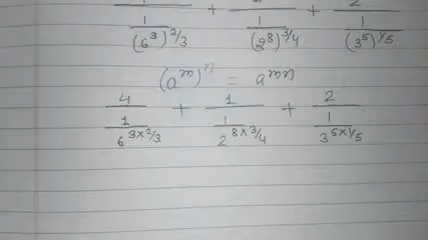 1/((6^3)^2/3) + 1/((2^8)^3/4) + 1/((3^5)^1/5)
(a^m)^n = a^mn
4/(1/6^3×2/3) + 1/(1/2^8×3/4) + 2/(1/3^5×1/5)